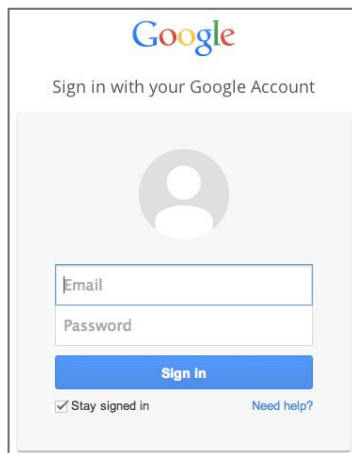 Google
Sign in with your Google Account
Email
Password
Sign in
Stay signed in Need help?